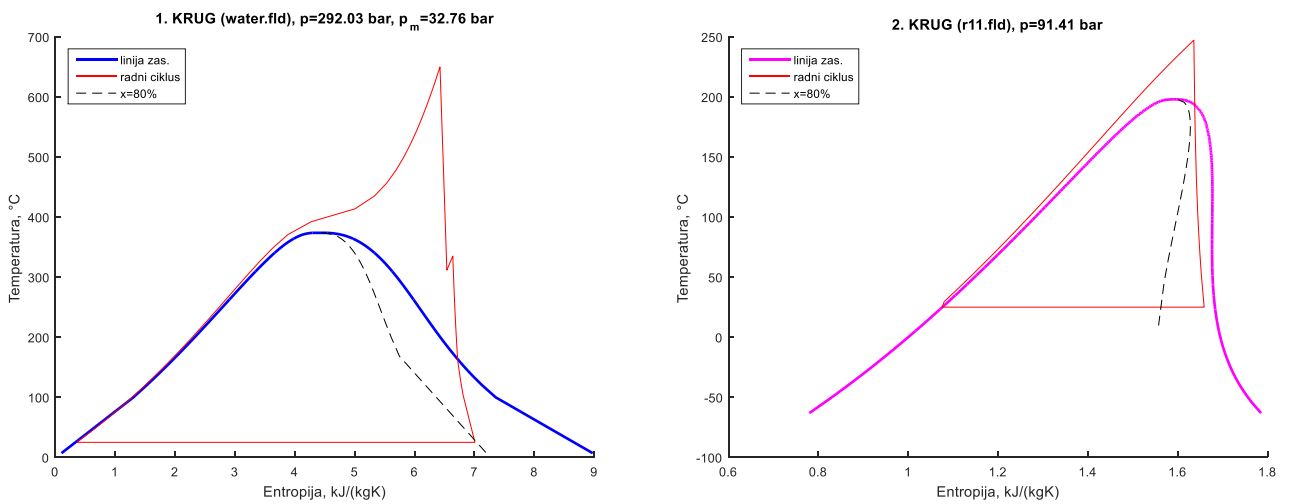 1. KRUG (water.fld), p=292.03 bar, pm=32.76 bar
700
600
500
400
300
200
100
0
Temperatura, °C
linija zas.
radni ciklus
x=80%
0 1 2 3 4 5 6 7 8 9
Entropija, kJ/(kgK)
2. KRUG (r11.fld), p=91.41 bar
250
200
150
100
50
0
-50
-100
Temperatura, °C
linija zas.
radni ciklus
x=80%
0.6 0.8 1 1.2 1.4 1.6 1.8
Entropija, kJ/(kgK)